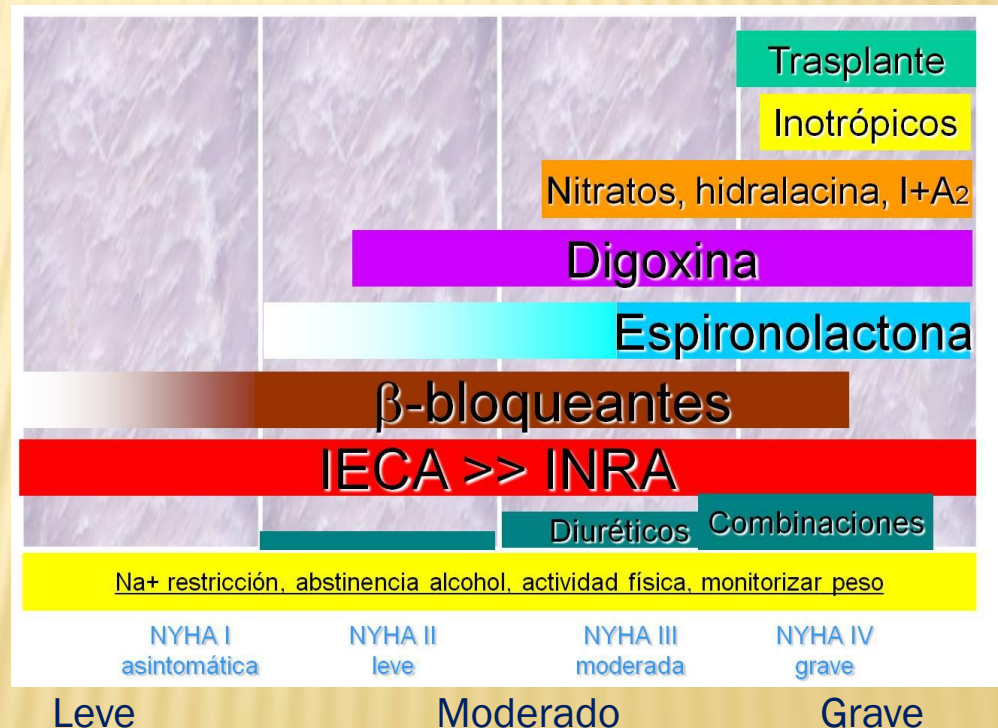 Trasplante
Inotrópicos
Nitratos, hidralacina, I+A2
Digoxina
Espironolactona
β-bloqueantes
IECA >> INRA
Diuréticos Combinaciones
Na+ restricción, abstinencia alcohol, actividad física, monitorizar peso
NYHA I NYHA II NYHA III NYHA IV
asintomática leve moderada grave
Leve Moderado Grave